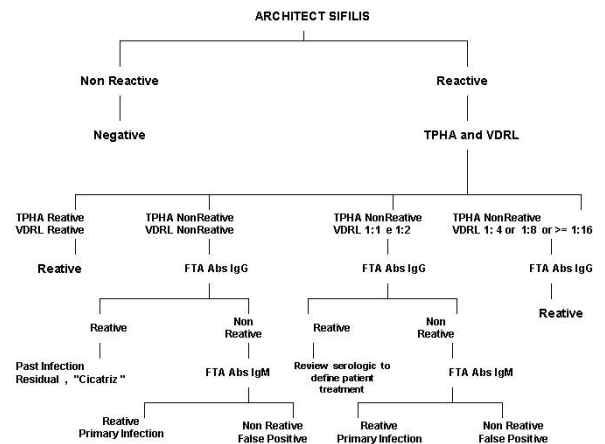 ARCHITECT SIFILIS
Non Reactive
Reactive
Negative
TPHA and VDRL
TPHA Reative
VDRL Reative
TPHA NonReative
VDRL NonReative
TPHA NonReative
VDRL 1:1 e 1:2
TPHA NonReative
VDRL 1: 4 or 1:8 or >= 1:16
Reative
FTA Abs IgG
FTA Abs IgG
FTA Abs IgG
Reative
Non
Reative
Reative
Non
Reative
Reative
Past Infection
Residual , "Cicatriz "
FTA Abs IgM
Review serologic to
define patient
treatment
FTA Abs IgM
Reative
Primary Infection
Non Reative
False Positive
Reative
Primary Infection
Non Reative
False Positive